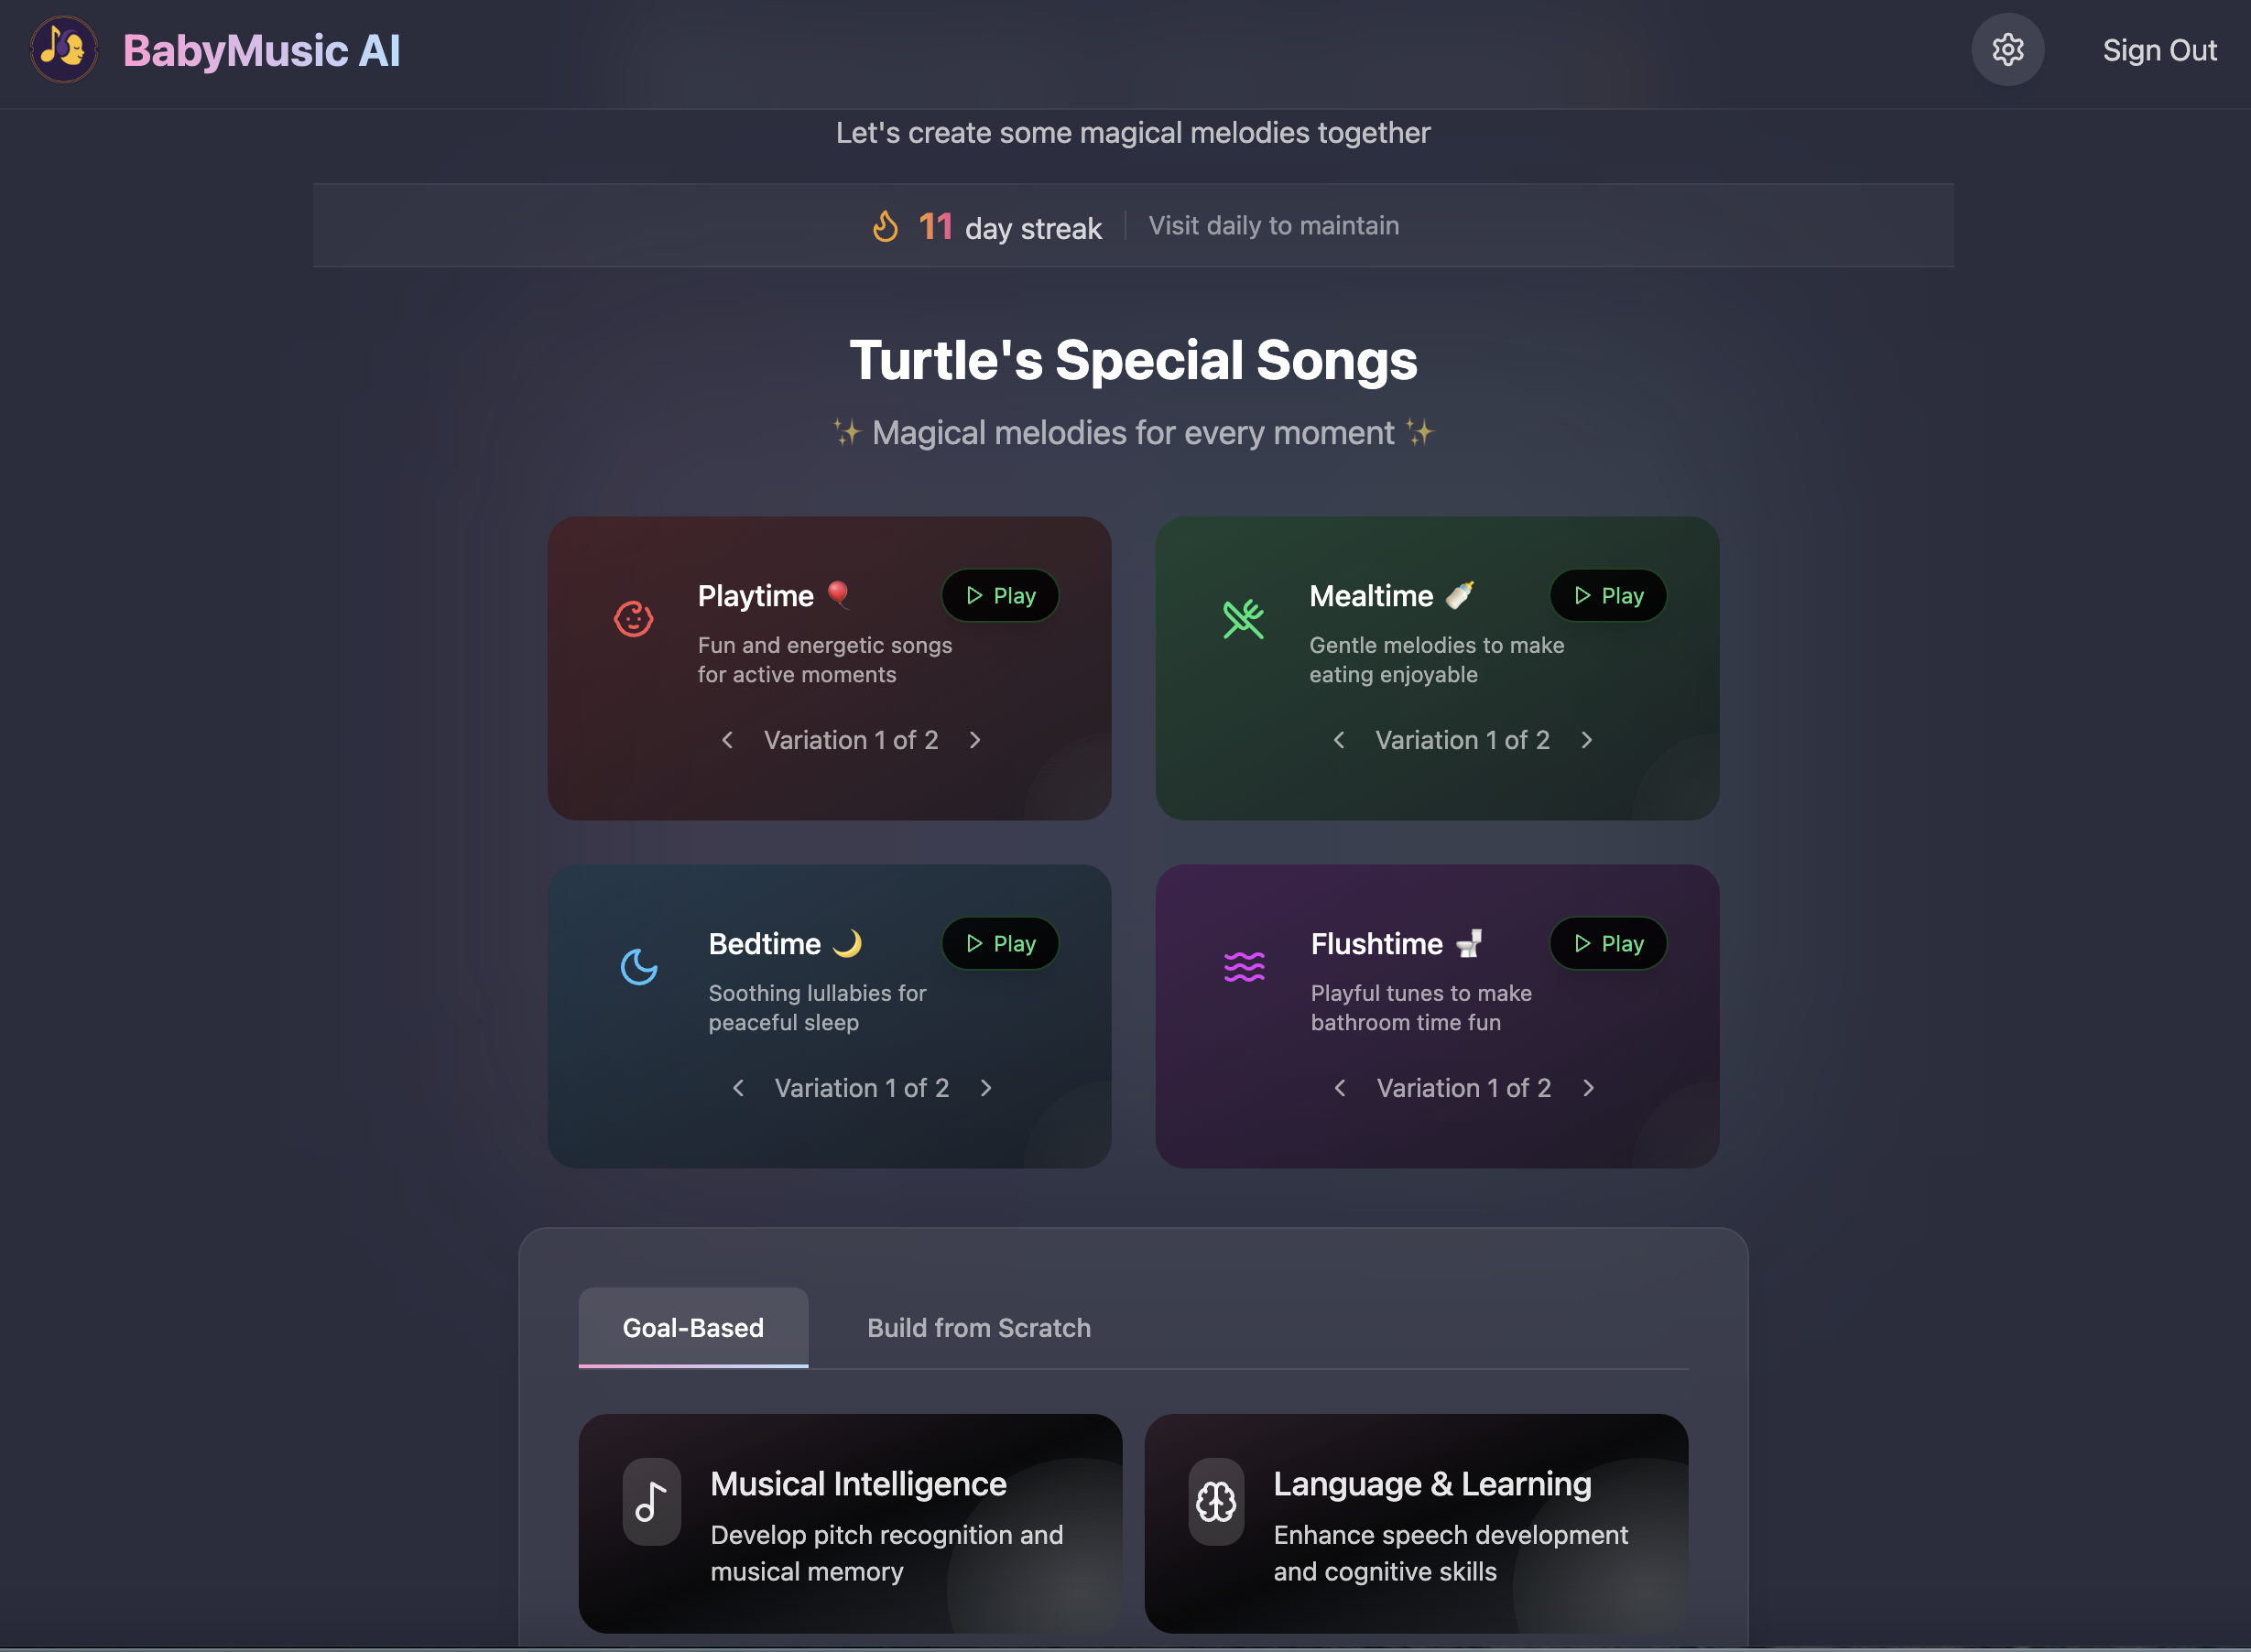 BabyMusic AI
Sign Out
Let's create some magical melodies together
11 day streak
Visit daily to maintain
Turtle's Special Songs
✨ Magical melodies for every moment ✨
Playtime 🎈
Play
Fun and energetic songs
for active moments
Variation 1 of 2
Mealtime 🍼
Play
Gentle melodies to make
eating enjoyable
Variation 1 of 2
Bedtime 🌙
Play
Soothing lullabies for
peaceful sleep
Variation 1 of 2
Flushtime 🚽
Play
Playful tunes to make
bathroom time fun
Variation 1 of 2
Goal-Based
Build from Scratch
Musical Intelligence
Develop pitch recognition and
musical memory
Language & Learning
Enhance speech development
and cognitive skills